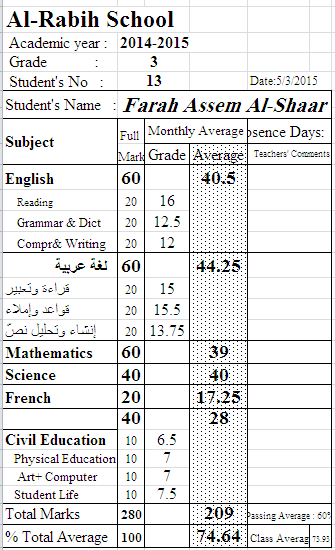 Al-Rabih School
Academic year : 2014-2015
Grade : 3
Student's No : 13 Date:5/3/2015
Student's Name : Farah Assem Al-Shaar
Subject Full Mark Monthly Average Grade Average Days: Teachers' Comments
English 60 40.5
Reading 20 16
Grammar & Dict 20 12.5
Compr& Writing 20 12
لغة عربية 60 44.25
قراءة وتعبير 20 15
قواعد وإملاء 20 15.5
إنشاء وتحليل نصّ 20 13.75
Mathematics 60 39
Science 40 40
French 20 17.25
40 28
Civil Education 10 6.5
Physical Education 10 7
Art+ Computer 10 7
Student Life 10 7.5
Total Marks 280 209 Passing Average : 60%
% Total Average 100 74.64 Class Averag